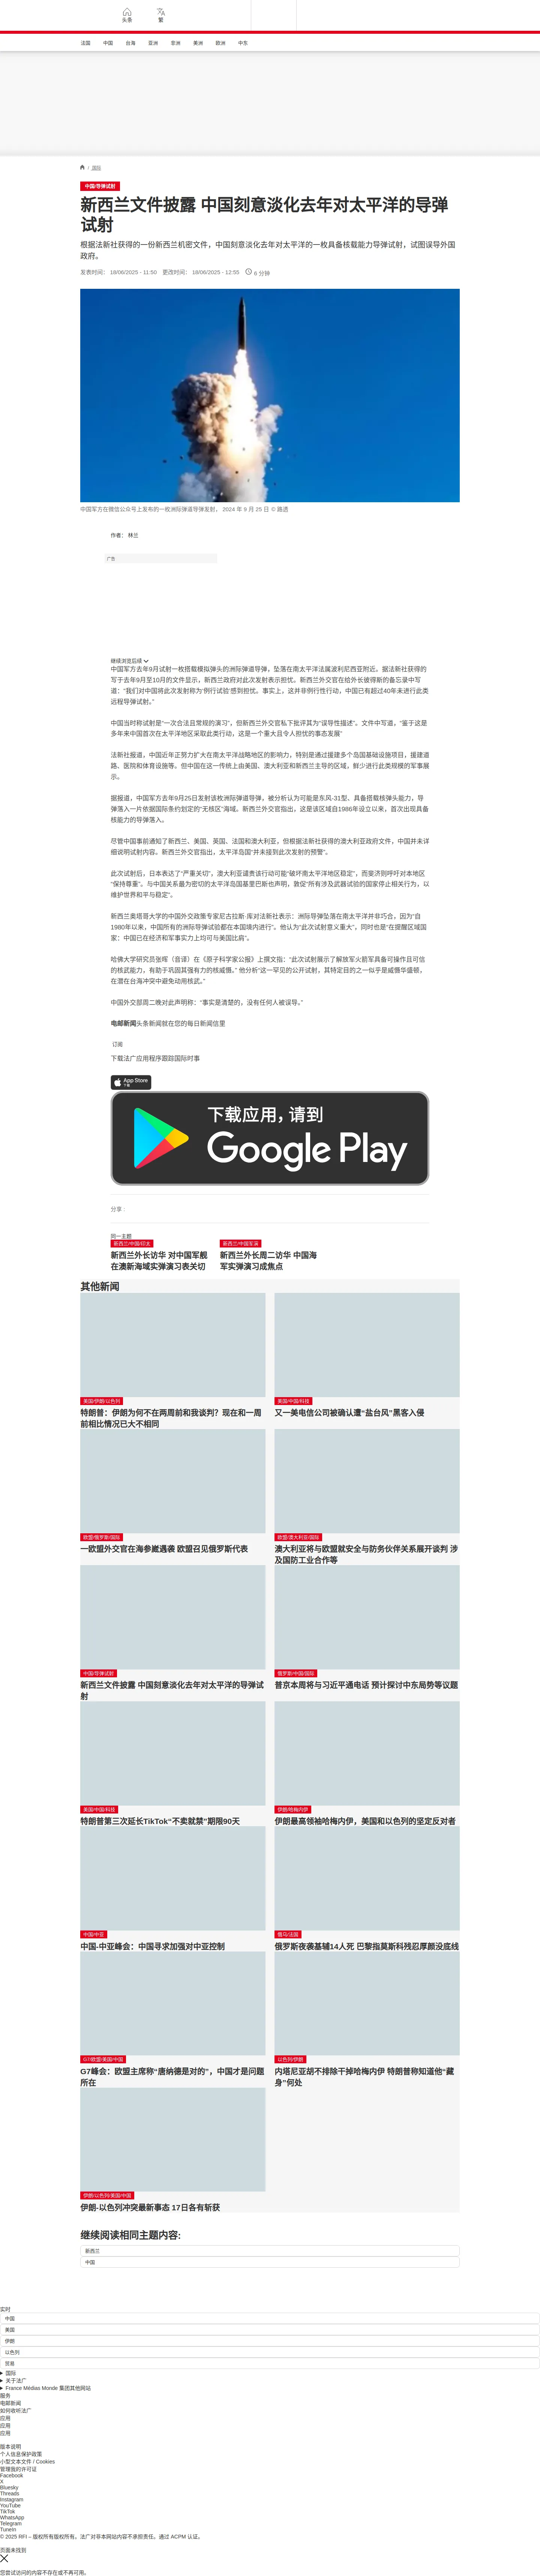 头条
繁
法国
中国
台海
亚洲
非洲
美洲
欧洲
中东
/ 国际
中国/导弹试射
新西兰文件披露 中国刻意淡化去年对太平洋的导弹
试射
根据法新社获得的一份新西兰机密文件，中国刻意淡化去年对太平洋的一枚具备核载能力导弹试射，试图误导外国
政府。
发表时间： 18/06/2025 - 11:50 更改时间： 18/06/2025 - 12:55 6 分钟
中国军方在微信公众号上发布的一枚洲际弹道导弹发射， 2024 年 9 月 25 日 © 路透
作者： 林兰
广告
继续浏览后续
中国军方去年9月试射一枚搭载模拟弹头的洲际弹道导弹，坠落在南太平洋法属波利尼西亚附近。据法新社获得的
写于去年9月至10月的文件显示，新西兰政府对此次发射表示担忧。新西兰外交官在给外长彼得斯的备忘录中写
道：“我们对中国将此次发射称为‘例行试验’感到担忧。事实上，这并非例行性行动，中国已有超过40年未进行此类
远程导弹试射。”
中国当时称试射是“一次合法且常规的演习”，但新西兰外交官私下批评其为“误导性描述”。文件中写道，“鉴于这是
多年来中国首次在太平洋地区采取此类行动，这是一个重大且令人担忧的事态发展”
法新社报道，中国近年正努力扩大在南太平洋战略地区的影响力，特别是通过援建多个岛国基础设施项目，援建道
路、医院和体育设施等。但中国在这一传统上由美国、澳大利亚和新西兰主导的区域，鲜少进行此类规模的军事展
示。
据报道，中国军方去年9月25日发射该枚洲际弹道导弹，被分析认为可能是东风-31型、具备搭载核弹头能力，导
弹落入一片依据国际条约划定的“无核区”海域。新西兰外交官指出，这是该区域自1986年设立以来，首次出现具备
核能力的导弹落入。
尽管中国事前通知了新西兰、美国、英国、法国和澳大利亚，但根据法新社获得的澳大利亚政府文件，中国并未详
细说明试射内容。新西兰外交官指出，太平洋岛国“并未接到此次发射的预警”。
此次试射后，日本表达了“严重关切”，澳大利亚谴责该行动可能“破坏南太平洋地区稳定”，而斐济则呼吁对本地区
“保持尊重”。与中国关系最为密切的太平洋岛国基里巴斯也声明，敦促“所有涉及武器试验的国家停止相关行为，以
维护世界和平与稳定”。
新西兰奥塔哥大学的中国外交政策专家尼古拉斯·库对法新社表示：洲际导弹坠落在南太平洋并非巧合，因为“自
1980年以来，中国所有的洲际导弹试验都在本国境内进行”。他认为“此次试射意义重大”，同时也是“在提醒区域国
家：中国已在经济和军事实力上均可与美国比肩”。
哈佛大学研究员张晖（音译）在《原子科学家公报》上撰文指：“此次试射展示了解放军火箭军具备可操作且可信
的核武能力，有助于巩固其强有力的核威慑。” 他分析“这一罕见的公开试射，其特定目的之一似乎是威慑华盛顿，
在潜在台海冲突中避免动用核武。”
中国外交部周二晚对此声明称：“事实是清楚的，没有任何人被误导。”
电邮新闻头条新闻就在您的每日新闻信里
订阅
下载法广应用程序跟踪国际时事
App Store
下载
下载应用，请到
Google Play
分享 :
同一主题
新西兰/中国/印太
新西兰外长访华 对中国军舰
在澳新海域实弹演习表关切
新西兰/中国军演
新西兰外长周二访华 中国海
军实弹演习成焦点
其他新闻
美国/伊朗/以色列
特朗普：伊朗为何不在两周前和我谈判？现在和一周
前相比情况已大不相同
美国/中国/科技
又一美电信公司被确认遭“盐台风”黑客入侵
欧盟/俄罗斯/国际
一欧盟外交官在海参崴遇袭 欧盟召见俄罗斯代表
欧盟/澳大利亚/国际
澳大利亚将与欧盟就安全与防务伙伴关系展开谈判 涉
及国防工业合作等
中国/导弹试射
新西兰文件披露 中国刻意淡化去年对太平洋的导弹试
射
俄罗斯/中国/国际
普京本周将与习近平通电话 预计探讨中东局势等议题
美国/中国/科技
特朗普第三次延长TikTok“不卖就禁”期限90天
伊朗/哈梅内伊
伊朗最高领袖哈梅内伊，美国和以色列的坚定反对者
中国/中亚
中国-中亚峰会：中国寻求加强对中亚控制
俄乌/法国
俄罗斯夜袭基辅14人死 巴黎指莫斯科残忍厚颜没底线
G7/欧盟/美国/中国
G7峰会：欧盟主席称“唐纳德是对的”，中国才是问题
所在
以色列/伊朗
内塔尼亚胡不排除干掉哈梅内伊 特朗普称知道他“藏
身”何处
伊朗/以色列/美国/中国
伊朗-以色列冲突最新事态 17日各有斩获
继续阅读相同主题内容:
新西兰
中国
实时
中国
美国
伊朗
以色列
贸易
国际
关于法广
France Médias Monde 集团其他网站
服务
电邮新闻
如何收听法广
应用
应用
应用
版本说明
个人信息保护政策
小型文本文件 / Cookies
管理我的许可证
Facebook
X
Bluesky
Threads
Instagram
YouTube
TikTok
WhatsApp
Telegram
TuneIn
© 2025 RFI – 版权所有版权所有。法广对非本网站内容不承担责任。通过 ACPM 认证。
页面未找到
您尝试访问的内容不存在或不再可用。